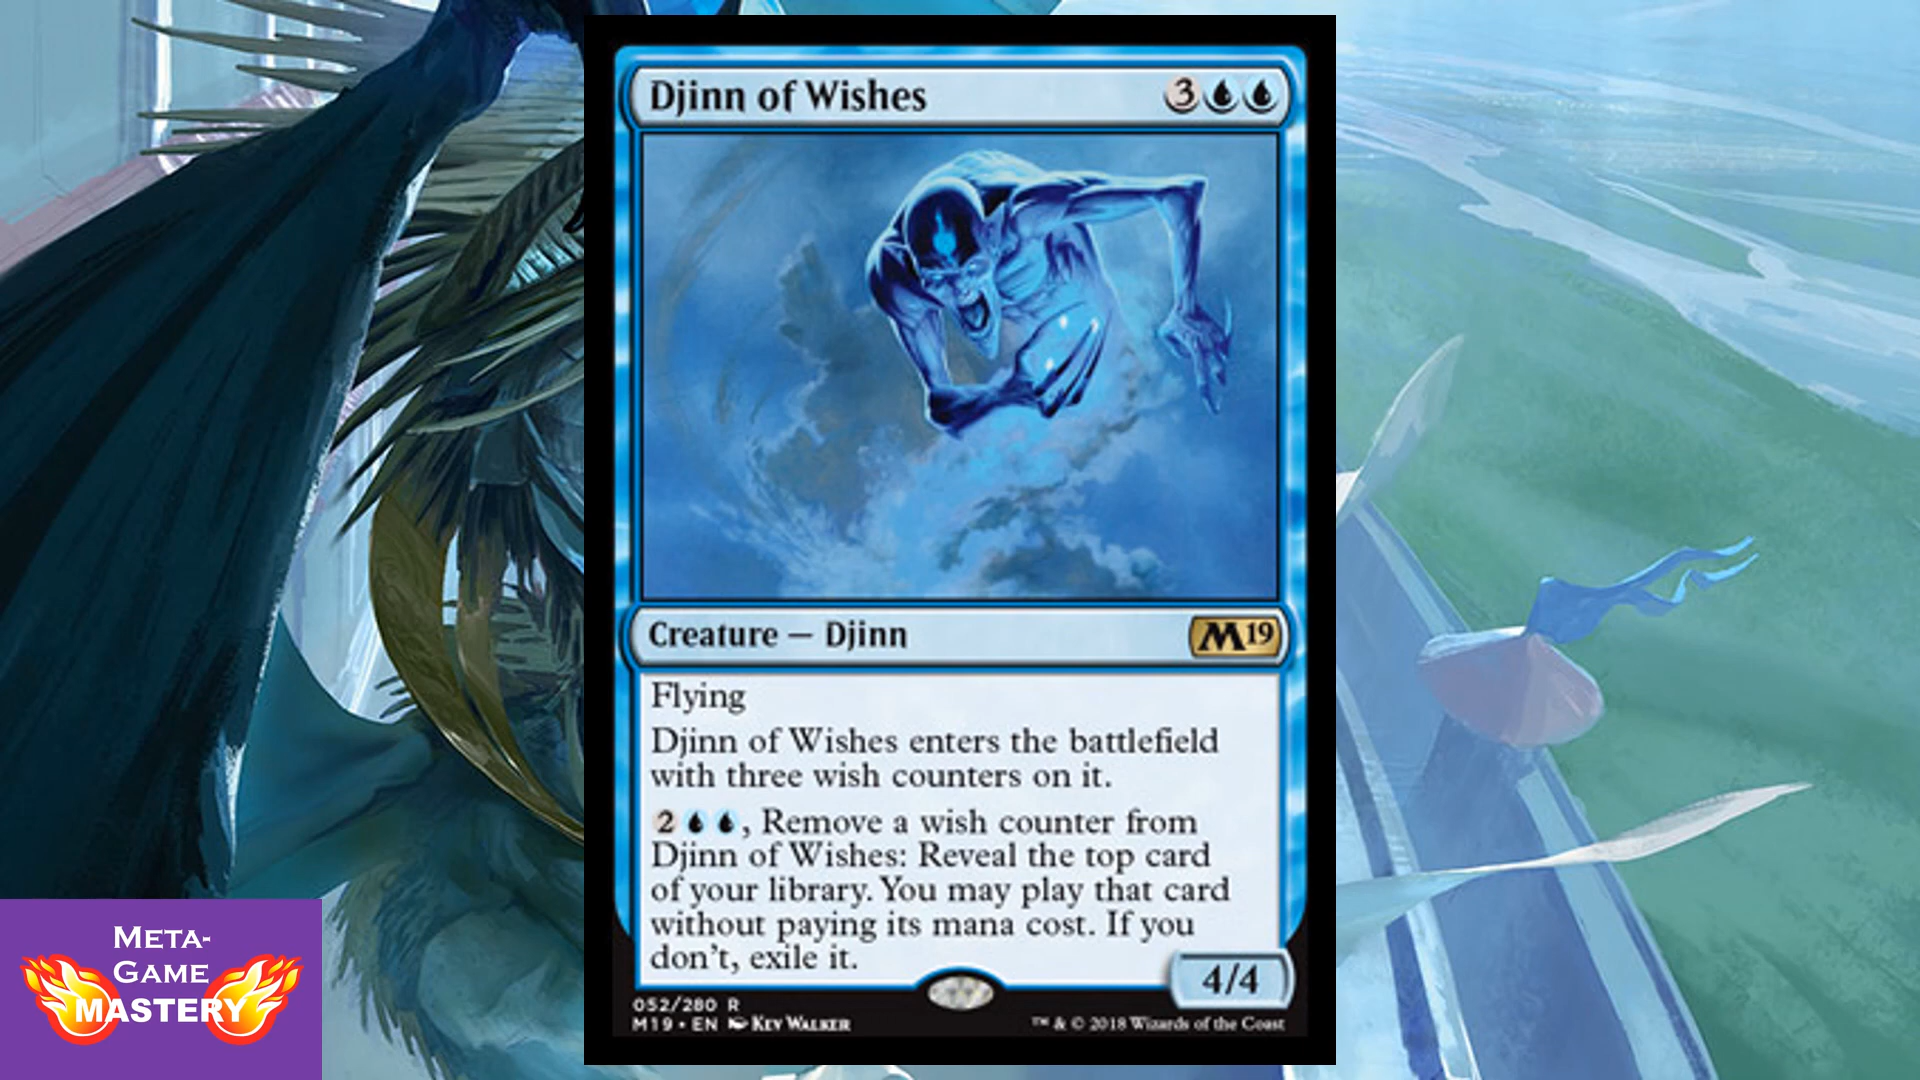 Djinn of Wishes 3
Creature — Djinn M19
Flying
Djinn of Wishes enters the battlefield
with three wish counters on it.
2, Remove a wish counter from
Djinn of Wishes: Reveal the top card
of your library. You may play that card
without paying its mana cost. If you
don't, exile it.
4/4
052/280 R
M19 • EN KEV WALKER
™ & © 2018 Wizards of the Coast
META-
GAME
MASTERY